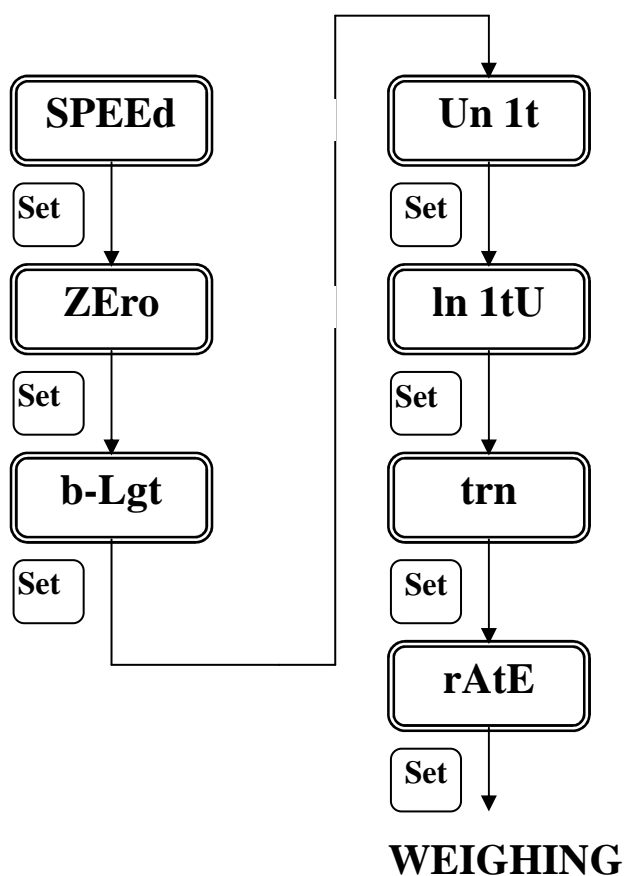 SPEEd
Set
ZEro
Set
b-Lgt
Set
Un 1t
Set
ln 1tU
Set
trn
Set
rAtE
Set
WEIGHING